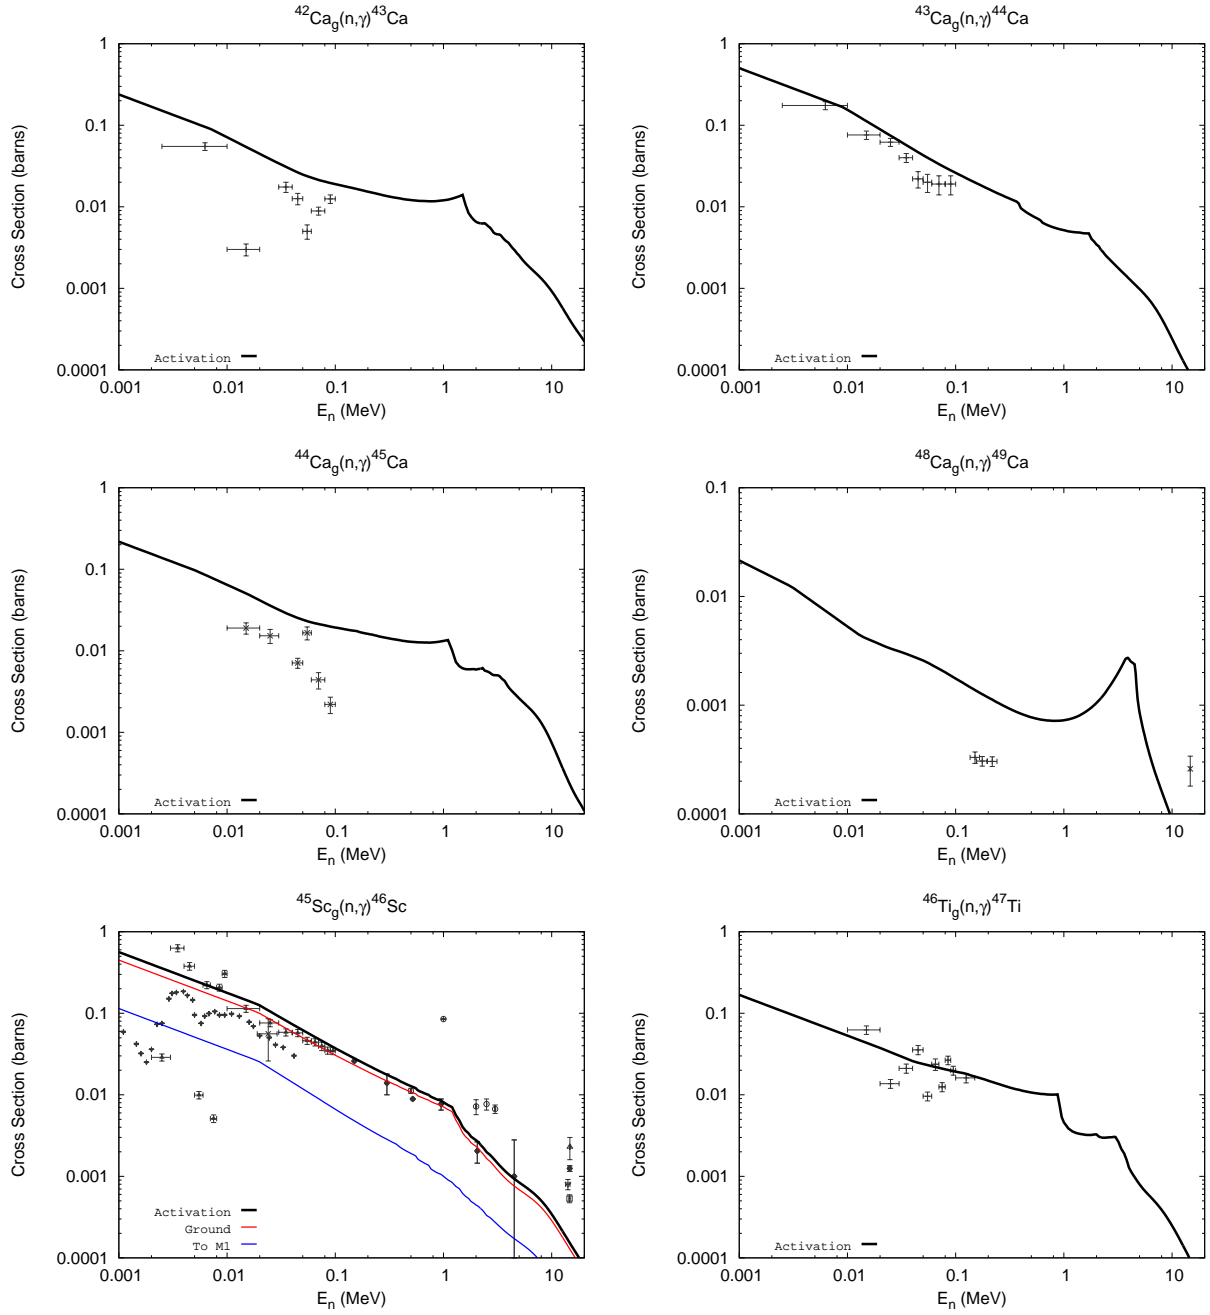 ⁴²Ca_g(n,γ)⁴³Ca
Cross Section (barns)
1
0.1
0.01
0.001
0.0001
Activation
0.001 0.01 0.1 1 10
E_n (MeV)
⁴³Ca_g(n,γ)⁴⁴Ca
Cross Section (barns)
1
0.1
0.01
0.001
0.0001
Activation
0.001 0.01 0.1 1 10
E_n (MeV)
⁴⁴Ca_g(n,γ)⁴⁵Ca
Cross Section (barns)
1
0.1
0.01
0.001
0.0001
Activation
0.001 0.01 0.1 1 10
E_n (MeV)
⁴⁸Ca_g(n,γ)⁴⁹Ca
Cross Section (barns)
0.1
0.01
0.001
0.0001
Activation
0.001 0.01 0.1 1 10
E_n (MeV)
⁴⁵Sc_g(n,γ)⁴⁶Sc
Cross Section (barns)
1
0.1
0.01
0.001
0.0001
Activation
Ground
To M1
0.001 0.01 0.1 1 10
E_n (MeV)
⁴⁶Ti_g(n,γ)⁴⁷Ti
Cross Section (barns)
1
0.1
0.01
0.001
0.0001
Activation
0.001 0.01 0.1 1 10
E_n (MeV)